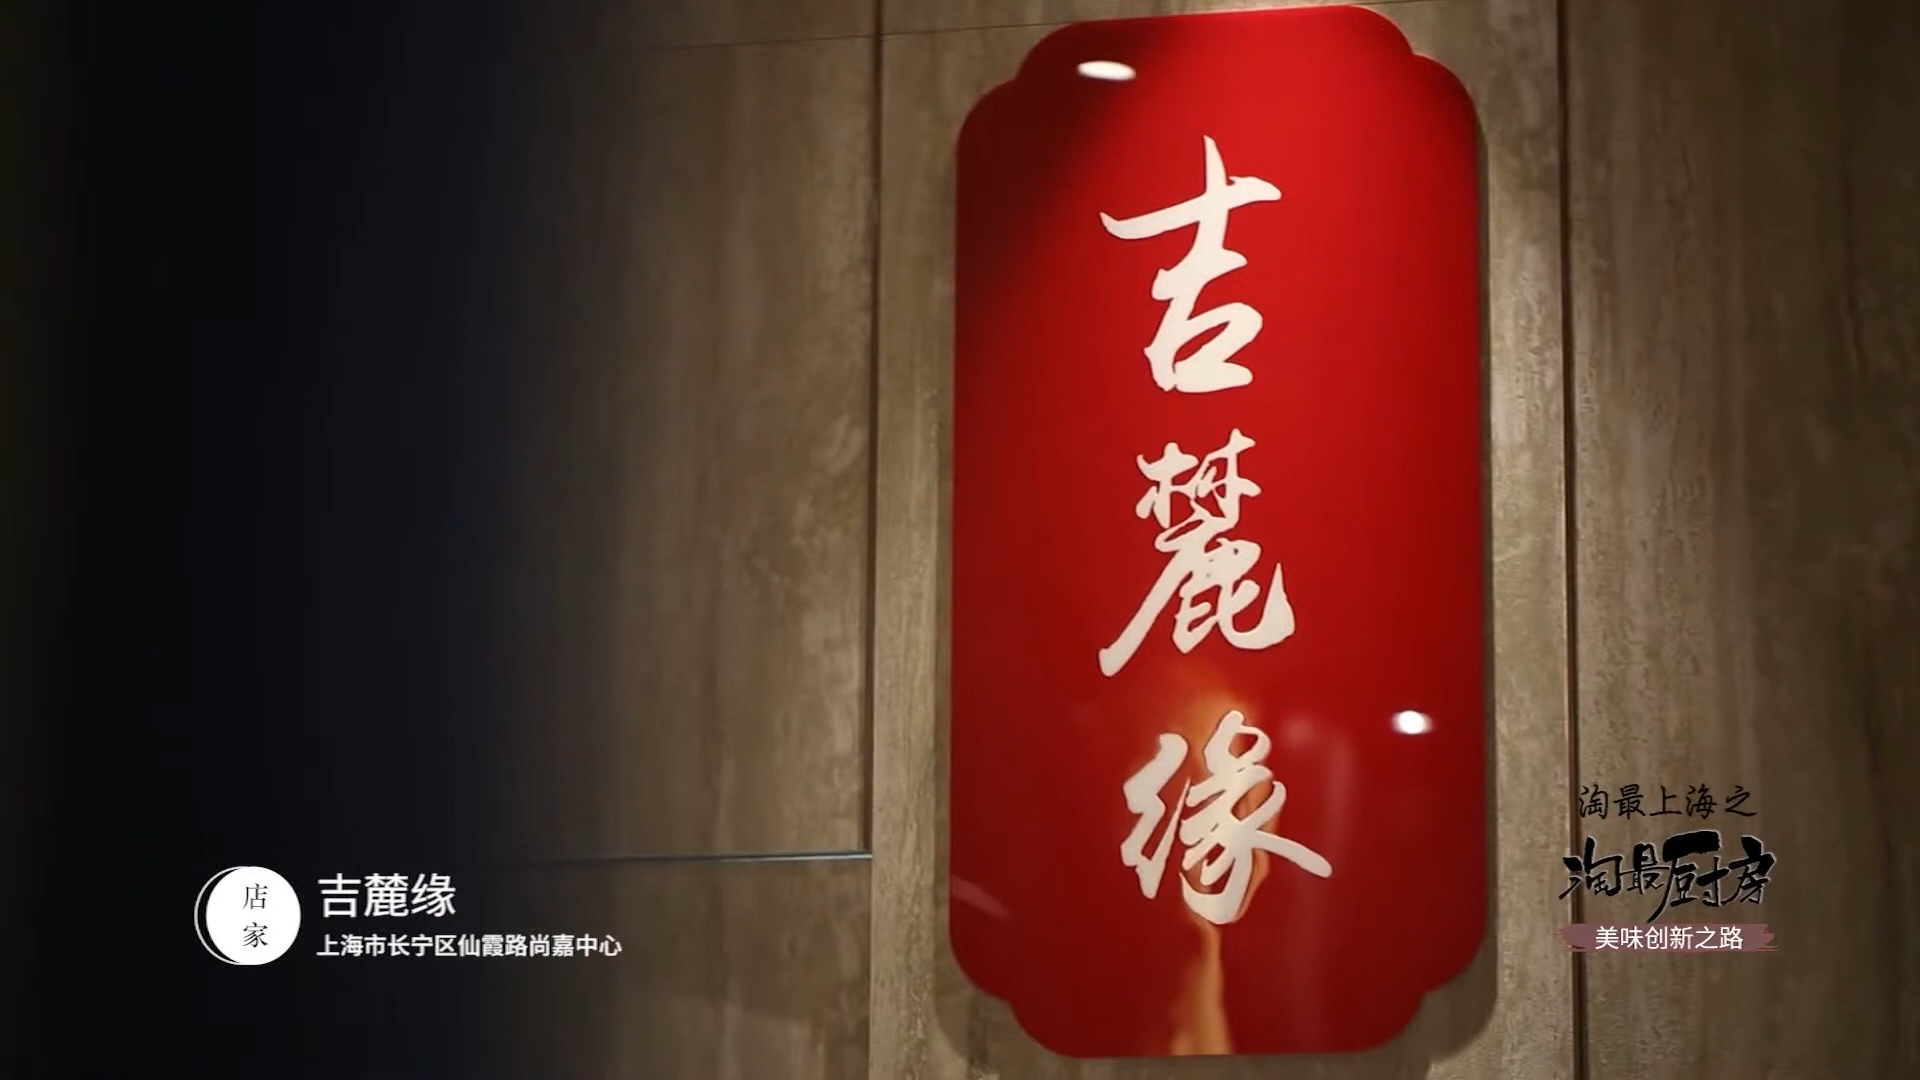 吉麓缘
店家
吉麓缘
上海市长宁区仙霞路尚嘉中心
淘最上海之
淘最厨房
美味创新之路